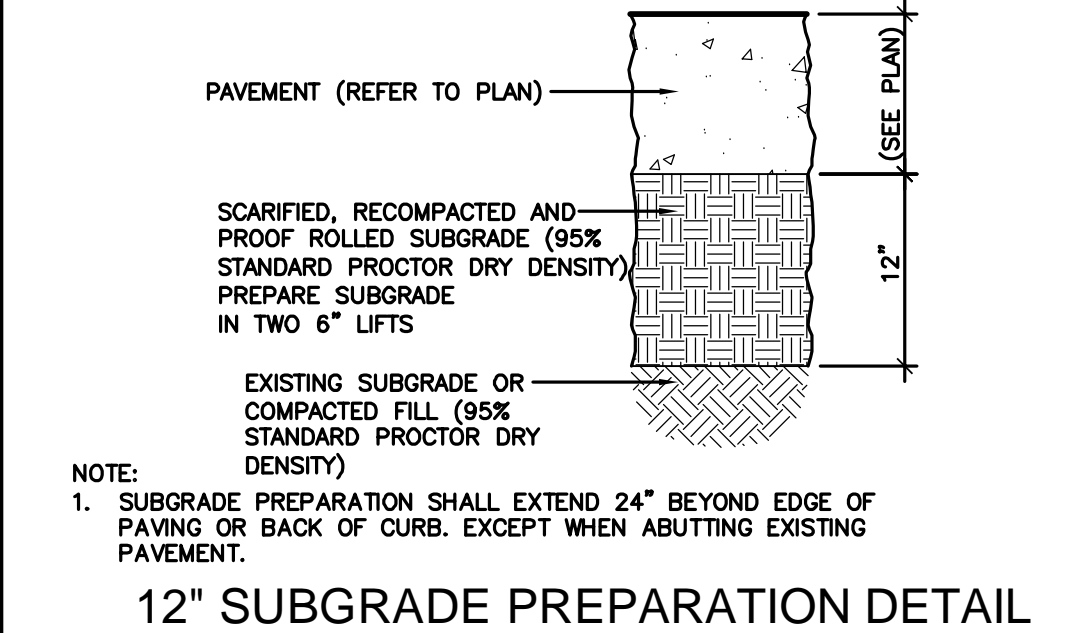 PAVEMENT (REFER TO PLAN)
(SEE PLAN)
SCARIFIED, RECOMPACTED AND
PROOF ROLLED SUBGRADE (95%
STANDARD PROCTOR DRY DENSITY)
PREPARE SUBGRADE
IN TWO 6" LIFTS
12"
EXISTING SUBGRADE OR
COMPACTED FILL (95%
STANDARD PROCTOR DRY
DENSITY)
NOTE:
1. SUBGRADE PREPARATION SHALL EXTEND 24" BEYOND EDGE OF
PAVING OR BACK OF CURB. EXCEPT WHEN ABUTTING EXISTING
PAVEMENT.
12" SUBGRADE PREPARATION DETAIL